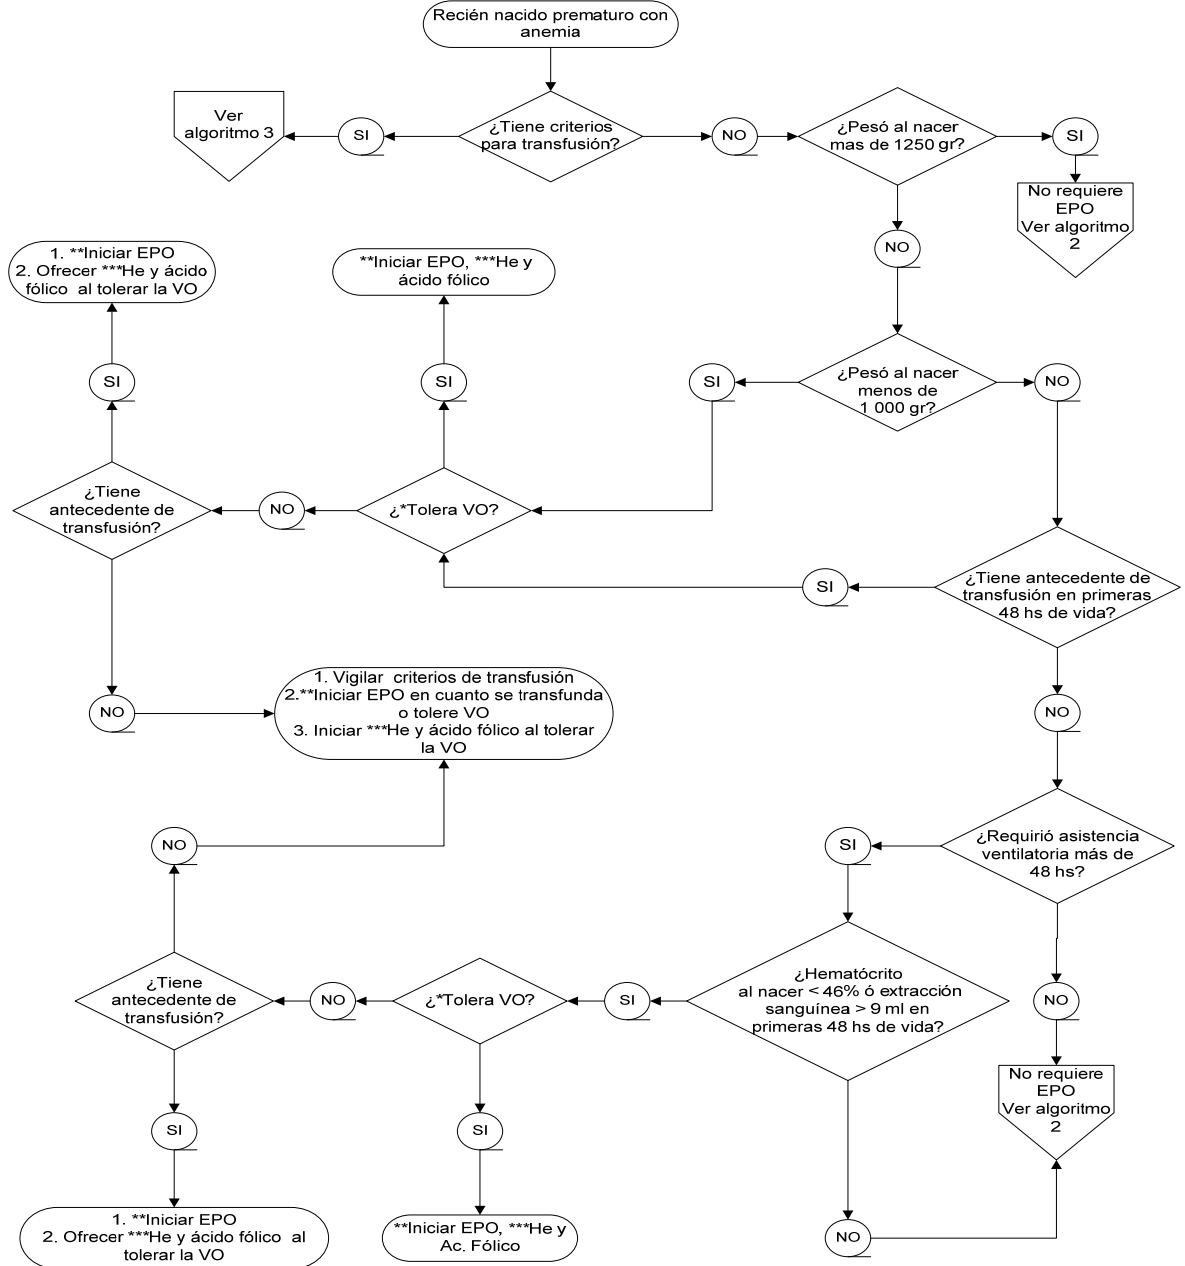 Recién nacido prematuro con
anemia
Ver
algoritmo 3
SI
¿Tiene criterios
para transfusión?
NO
¿Pesó al nacer
mas de 1250 gr?
SI
No requiere
EPO
Ver algoritmo
2
NO
1. **Iniciar EPO
2. Ofrecer ***He y ácido
fólico al tolerar la VO
**Iniciar EPO, ***He y
ácido fólico
SI
SI
SI
¿Pesó al nacer
menos de
1 000 gr?
NO
¿Tiene
antecedente de
transfusión?
NO
¿*Tolera VO?
SI
¿Tiene antecedente de
transfusión en primeras
48 hs de vida?
NO
1. Vigilar criterios de transfusión
2.**Iniciar EPO en cuanto se transfunda
o tolere VO
3. Iniciar ***He y ácido fólico al tolerar
la VO
NO
NO
SI
¿Requirió asistencia
ventilatoria más de
48 hs?
¿Tiene
antecedente de
transfusión?
NO
¿*Tolera VO?
SI
¿Hematócrito
al nacer < 46% ó extracción
sanguínea > 9 ml en
primeras 48 hs de vida?
NO
No requiere
EPO
Ver algoritmo
2
SI
SI
1. **Iniciar EPO
2. Ofrecer ***He y ácido fólico al
tolerar la VO
**Iniciar EPO, ***He y
Ac. Fólico
NO